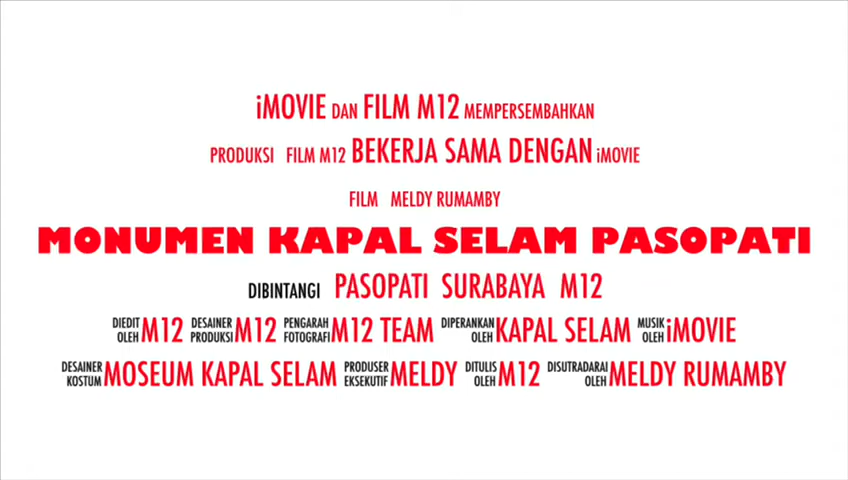 iMOVIE DAN FILM M12 MEMPERSEMBAHKAN
PRODUKSI FILM M12 BEKERJA SAMA DENGAN iMOVIE
FILM MELDY RUMAMBY
MONUMEN KAPAL SELAM PASOPATI
DIBINTANGI PASOPATI SURABAYA M12
DIEDIT OLEH M12 DESAINER PRODUKSI M12 PENGARAH FOTOGRAFI M12 TEAM DIPERANKAN OLEH KAPAL SELAM MUSIK OLEH iMOVIE
DESAINER KOSTUM MOSEUM KAPAL SELAM PRODUSER EKSEKUTIF MELDY DITULIS OLEH M12 DISUTRADARAI OLEH MELDY RUMAMBY